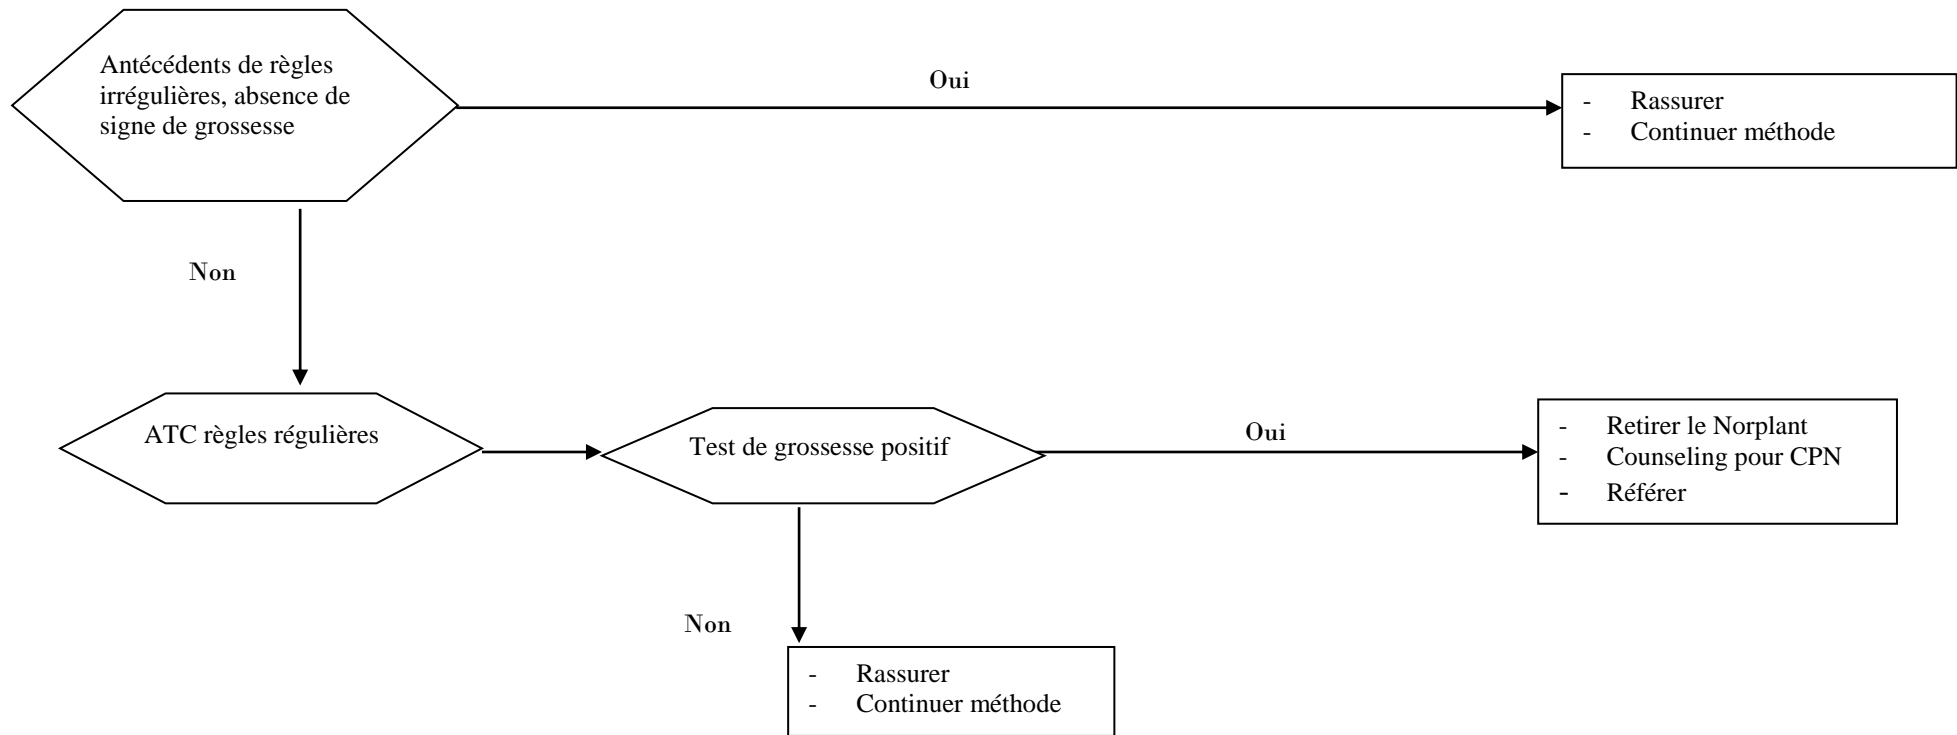 Antécédents de règles
irrégulières, absence de
signe de grossesse
Oui
- Rassurer
- Continuer méthode
Non
ATC règles régulières
Test de grossesse positif
Oui
- Retirer le Norplant
- Counseling pour CPN
- Référer
Non
- Rassurer
- Continuer méthode